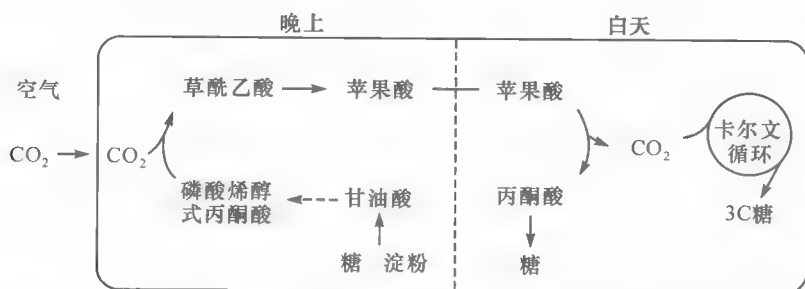 晚上
白天
空气
草酰乙酸
苹果酸
苹果酸
CO₂
CO₂
CO₂
卡尔文
循环
磷酸烯醇
式丙酮酸
甘油酸
丙酮酸
3C糖
糖
淀粉
糖